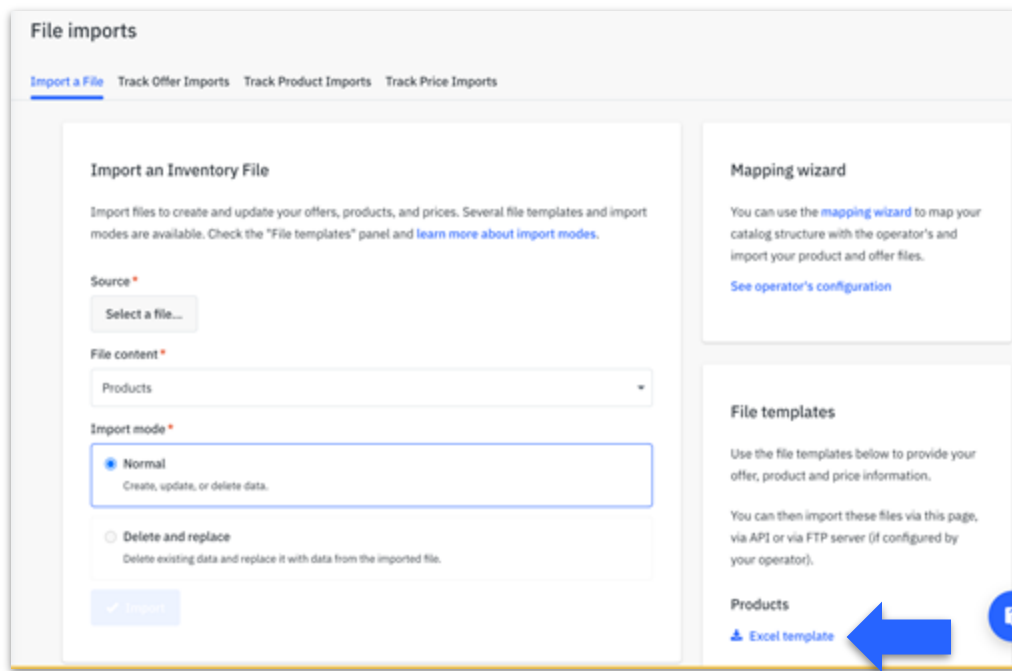 File imports
Import a File Track Offer Imports Track Product Imports Track Price Imports
Import an Inventory File
Import files to create and update your offers, products, and prices. Several file templates and import
modes are available. Check the "File templates" panel and learn more about import modes.
Source*
Select a file...
File content*
Products
Import mode*
Normal
Create, update, or delete data.
Delete and replace
Delete existing data and replace it with data from the imported file.
Import
Mapping wizard
You can use the mapping wizard to map your
catalog structure with the operator's and
import your product and offer files.
See operator's configuration
File templates
Use the file templates below to provide your
offer, product and price information.
You can then import these files via this page,
via API or via FTP server (if configured by
your operator).
Products
Excel template